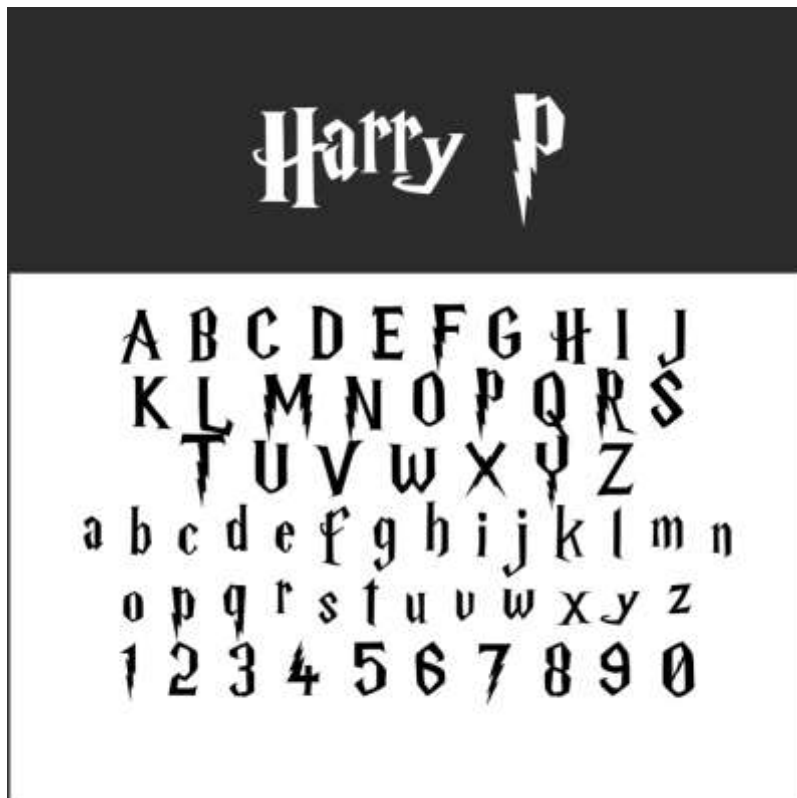 Harry P
A B C D E F G H I J
K L M N O P Q R S
T U V W X Y Z
a b c d e f g h i j k l m n
o p q r s t u v w x y z
1 2 3 4 5 6 7 8 9 0